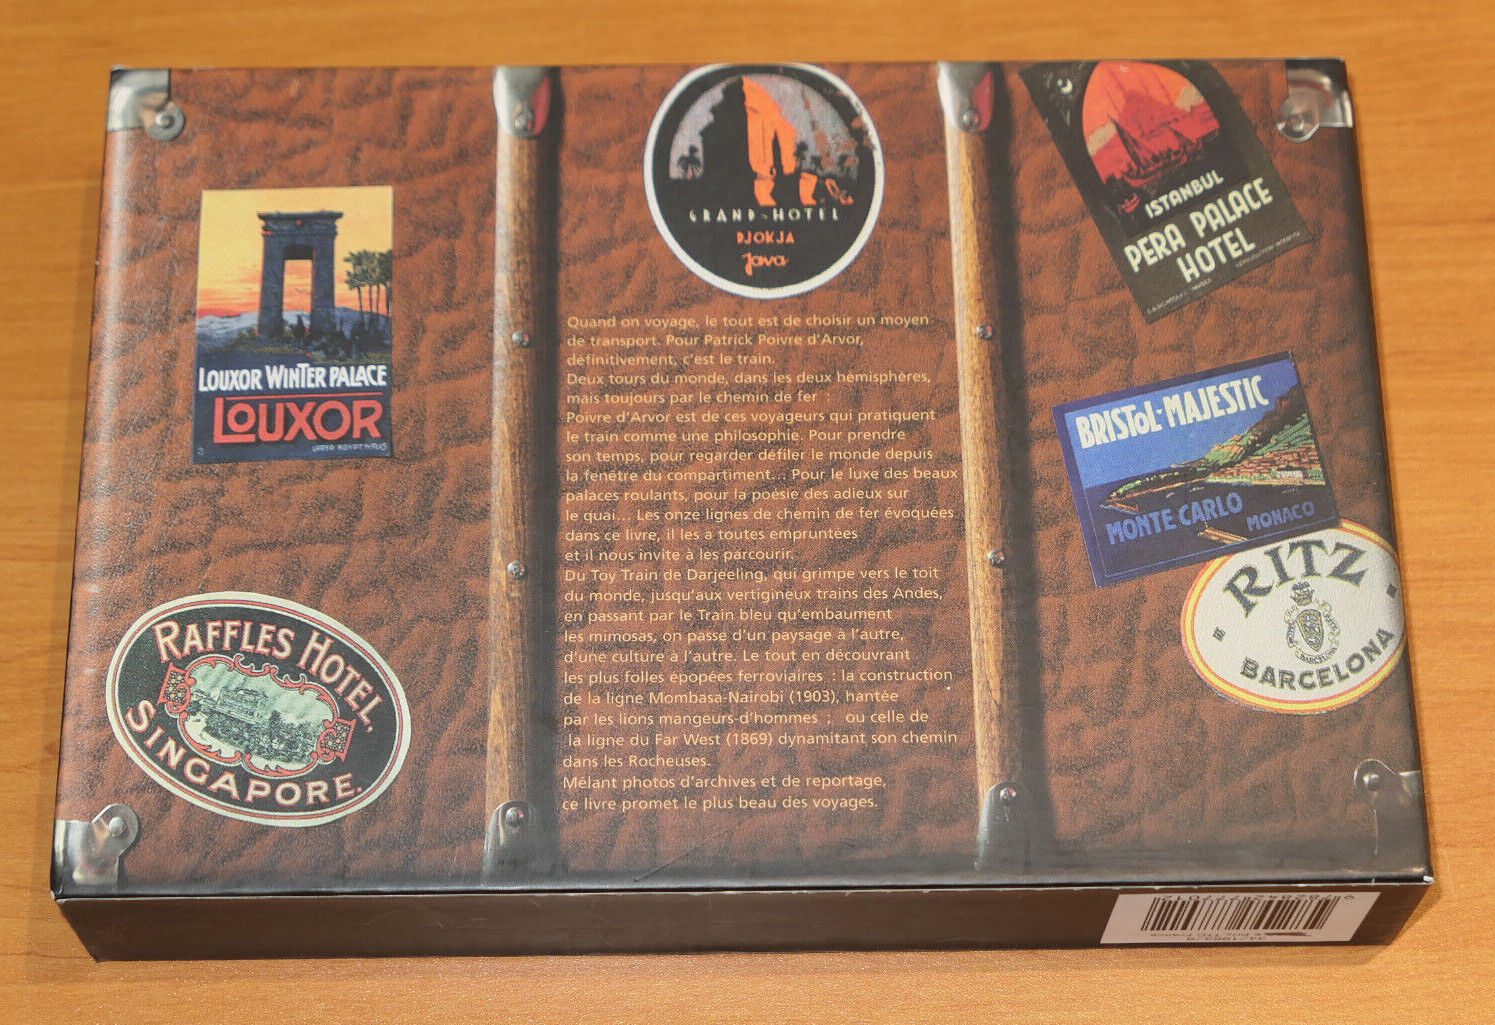 GRAND-HOTEL
DJOKJA
Java
ISTANBUL
PERA PALACE
HOTEL
LOUXOR WINTER PALACE
LOUXOR
UPPER EGYPT
BRISTOL-MAJESTIC
MONTE CARLO
MONACO
RITZ
BARCELONA
RAFFLES HOTEL.
SINGAPORE.
Quand on voyage, le tout est de choisir un moyen
de transport. Pour Patrick Poivre d'Arvor,
définitivement, c'est le train.
Deux tours du monde, dans les deux hémisphères,
mais toujours par le chemin de fer :
Poivre d'Arvor est de ces voyageurs qui pratiquent
le train comme une philosophie. Pour prendre
son temps, pour regarder défiler le monde depuis
la fenêtre du compartiment... Pour le luxe des beaux
palaces roulants, pour la poésie des adieux sur
le quai... Les onze lignes de chemin de fer évoquées
dans ce livre, il les a toutes empruntées
et il nous invite à les parcourir.
Du Toy Train de Darjeeling, qui grimpe vers le toit
du monde, jusqu'aux vertigineux trains des Andes,
en passant par le Train bleu qu'embaument
les mimosas, on passe d'un paysage à l'autre,
d'une culture à l'autre. Le tout en découvrant
les plus folles épopées ferroviaires : la construction
de la ligne Mombasa-Nairobi (1903), hantée
par les lions mangeurs-d'hommes ; ou celle de
la ligne du Far West (1869) dynamitant son chemin
dans les Rocheuses.
Mêlant photos d'archives et de reportage,
ce livre promet le plus beau des voyages.